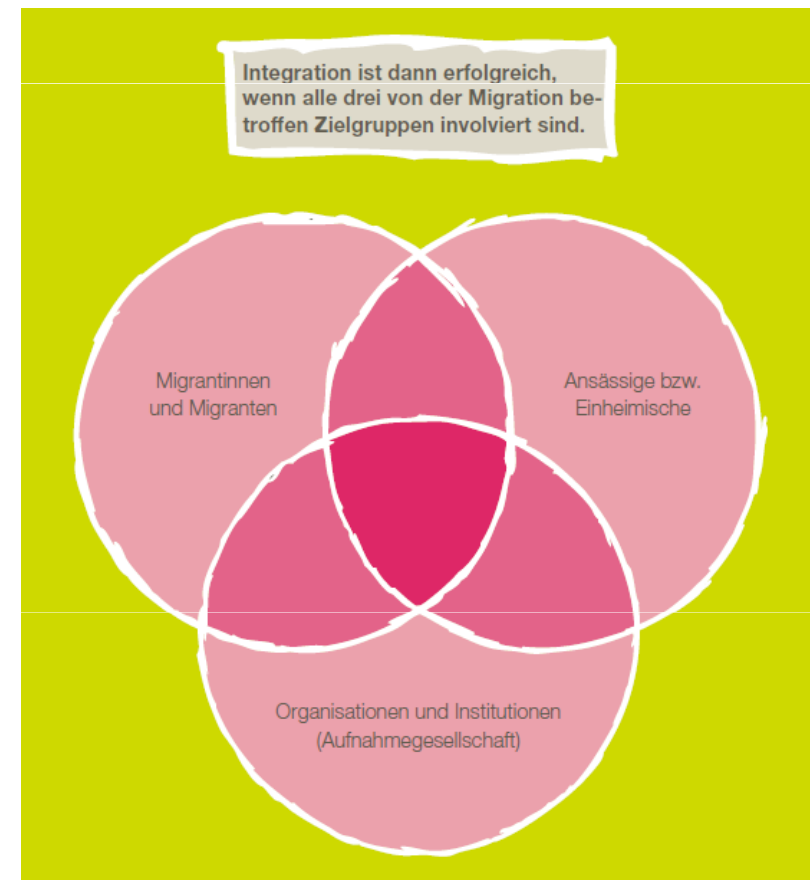 Integration ist dann erfolgreich,
wenn alle drei von der Migration be-
troffen Zielgruppen involviert sind.
Migrantinnen
und Migranten
Ansässige bzw.
Einheimische
Organisationen und Institutionen
(Aufnahmegesellschaft)